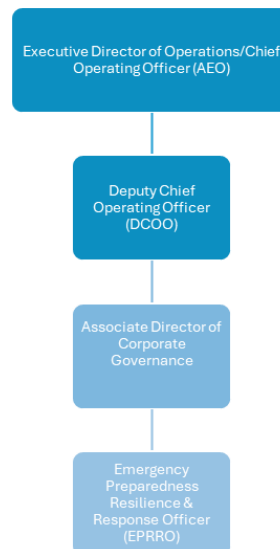 Executive Director of Operations/Chief
Operating Officer (AEO)
Deputy Chief
Operating Officer
(DCOO)
Associate Director of
Corporate
Governance
Emergency
Preparedness
Resilience &
Response Officer
(EPRRO)